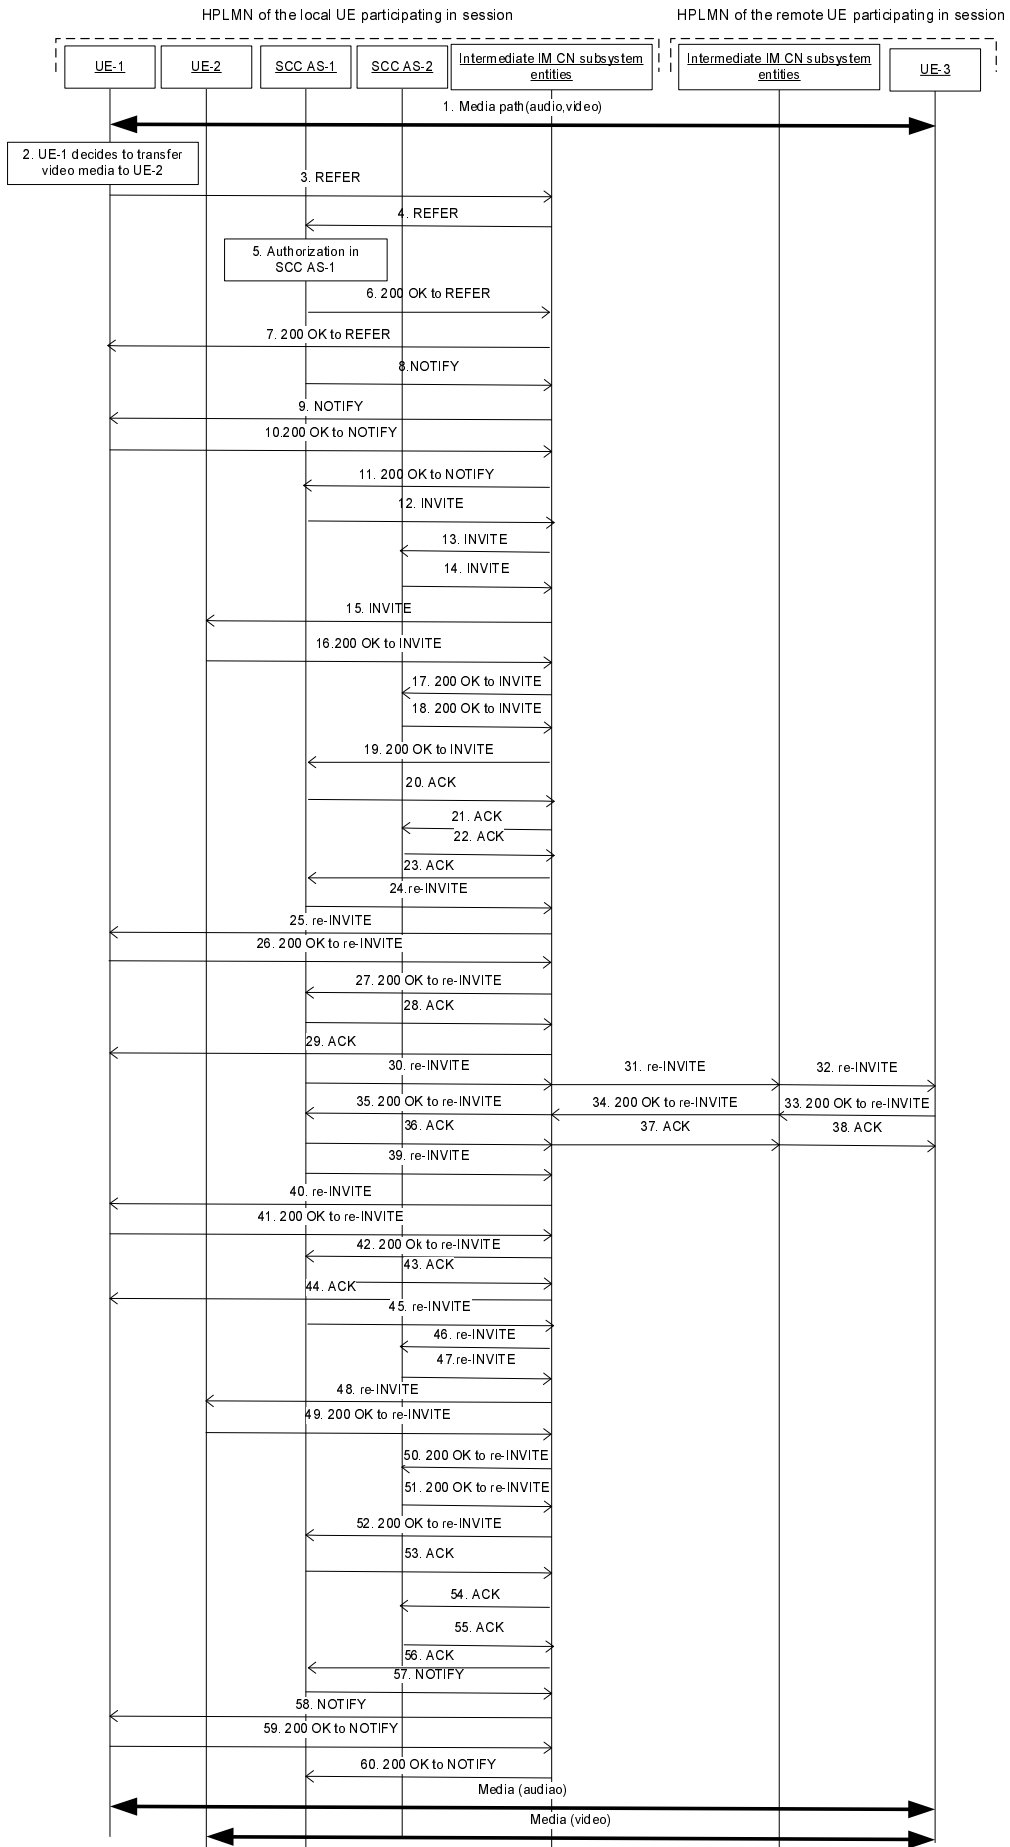 HPLMN of the local UE participating in session
HPLMN of the remote UE participating in session
UE-1
UE-2
SCC AS-1
SCC AS-2
Intermediate IM CN subsystem
entities
Intermediate IM CN subsystem
entities
UE-3
1. Media path(audio,video)
2. UE-1 decides to transfer
video media to UE-2
3. REFER
4. REFER
5. Authorization in
SCC AS-1
6. 200 OK to REFER
7. 200 OK to REFER
8.NOTIFY
9. NOTIFY
10.200 OK to NOTIFY
11. 200 OK to NOTIFY
12. INVITE
13. INVITE
14. INVITE
15. INVITE
16.200 OK to INVITE
17. 200 OK to INVITE
18. 200 OK to INVITE
19. 200 OK to INVITE
20. ACK
21. ACK
22. ACK
23. ACK
24.re-INVITE
25. re-INVITE
26. 200 OK to re-INVITE
27. 200 OK to re-INVITE
28. ACK
29. ACK
30. re-INVITE
31. re-INVITE
32. re-INVITE
35. 200 OK to re-INVITE
34. 200 OK to re-INVITE
33. 200 OK to re-INVITE
36. ACK
37. ACK
38. ACK
39. re-INVITE
40. re-INVITE
41. 200 OK to re-INVITE
42. 200 Ok to re-INVITE
43. ACK
44. ACK
45. re-INVITE
46. re-INVITE
47.re-INVITE
48. re-INVITE
49. 200 OK to re-INVITE
50. 200 OK to re-INVITE
51. 200 OK to re-INVITE
52. 200 OK to re-INVITE
53. ACK
54. ACK
55. ACK
56. ACK
57. NOTIFY
58. NOTIFY
59. 200 OK to NOTIFY
60. 200 OK to NOTIFY
Media (audiao)
Media (video)